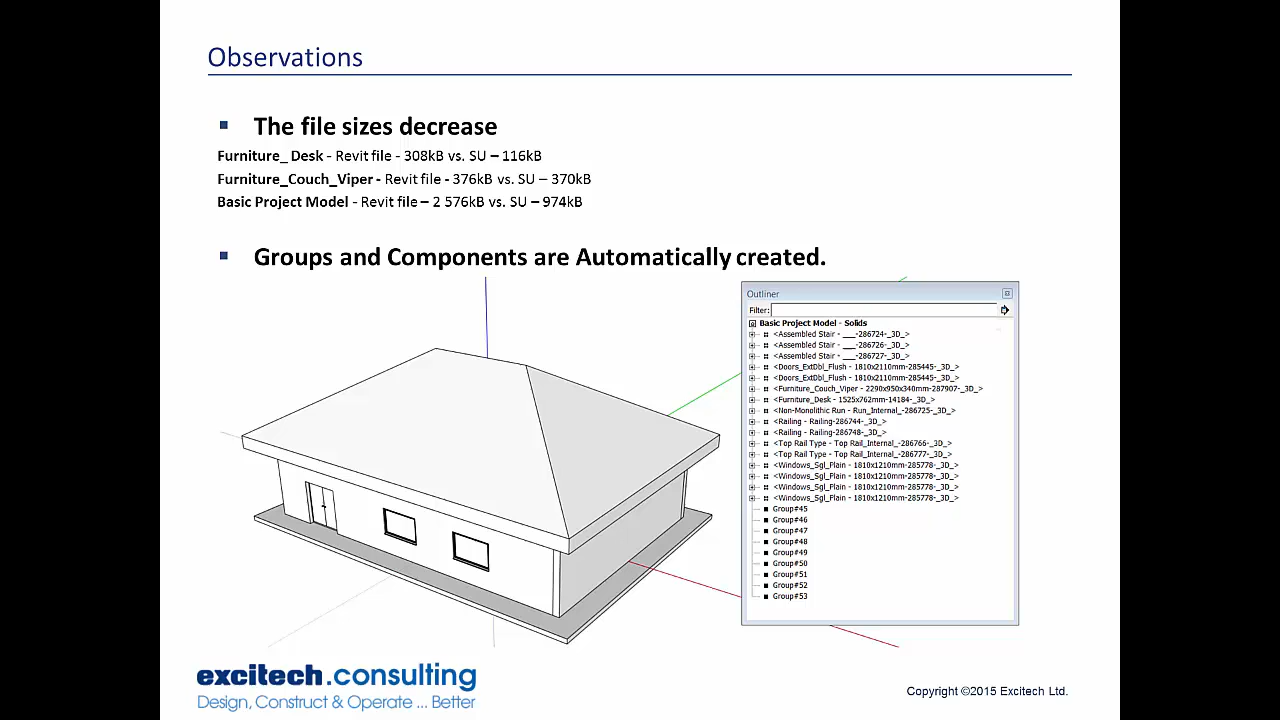 Observations
▪ The file sizes decrease
Furniture_ Desk - Revit file - 308kB vs. SU – 116kB
Furniture_Couch_Viper - Revit file - 376kB vs. SU – 370kB
Basic Project Model - Revit file – 2 576kB vs. SU – 974kB
▪ Groups and Components are Automatically created.
Outliner
Filter:
Basic Project Model - Solids
<Assembled Stair - ___-286724-_3D_>
<Assembled Stair - ___-286726-_3D_>
<Assembled Stair - ___-286727-_3D_>
<Doors_ExtDbl_Flush - 1810x2110mm-285445-_3D_>
<Doors_ExtDbl_Flush - 1810x2110mm-285445-_3D_>
<Furniture_Couch_Viper - 2290x950x340mm-287907-_3D_>
<Furniture_Desk - 1525x762mm-14184-_3D_>
<Non-Monolithic Run - Run_Internal_-286725-_3D_>
<Railing - Railing-286744-_3D_>
<Railing - Railing-286748-_3D_>
<Top Rail Type - Top Rail_Internal_-286766-_3D_>
<Top Rail Type - Top Rail_Internal_-286777-_3D_>
<Windows_Sgl_Plain - 1810x1210mm-285778-_3D_>
<Windows_Sgl_Plain - 1810x1210mm-285778-_3D_>
<Windows_Sgl_Plain - 1810x1210mm-285778-_3D_>
<Windows_Sgl_Plain - 1810x1210mm-285778-_3D_>
Group#45
Group#46
Group#47
Group#48
Group#49
Group#50
Group#51
Group#52
Group#53
excitech.consulting
Design, Construct & Operate ... Better
Copyright ©2015 Excitech Ltd.